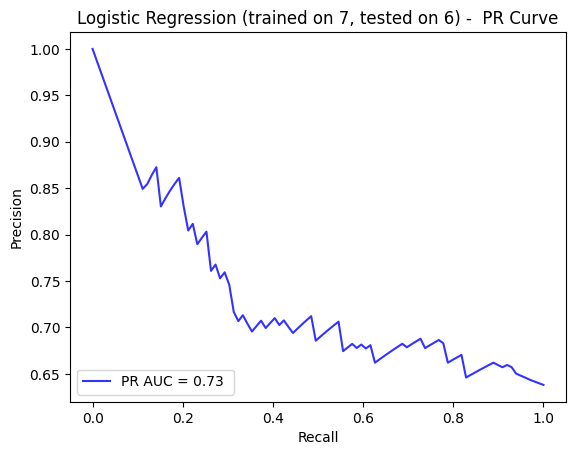 Logistic Regression (trained on 7, tested on 6) -  PR Curve
1.00
0.95
0.90
0.85
0.80
0.75
0.70
0.65
Precision
PR AUC = 0.73
0.0 0.2 0.4 0.6 0.8 1.0
Recall